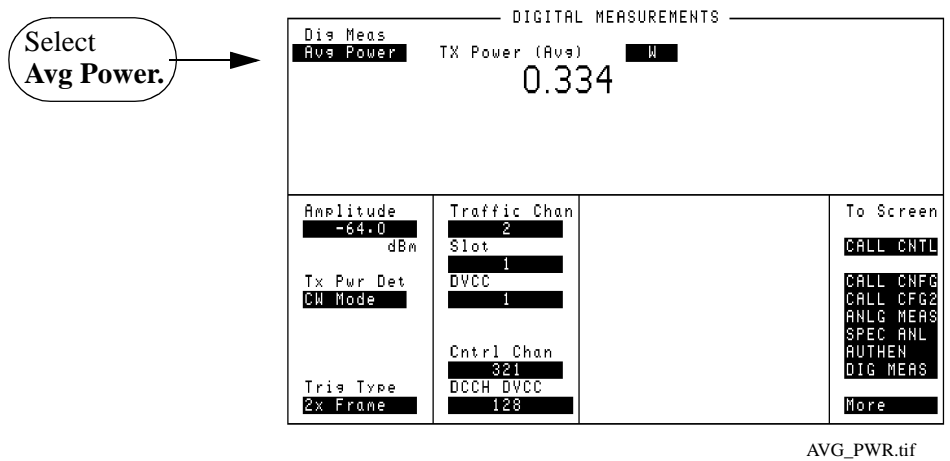 DIGITAL MEASUREMENTS
Select
Avg Power.
Dig Meas
Avg Power
TX Power (Avg)
W
0.334
Amplitude
-64.0
dBm
Tx Pwr Det
CW Mode
Trig Type
2x Frame
Traffic Chan
2
Slot
1
DVCC
1
Cntrl Chan
321
DCCH DVCC
128
To Screen
CALL CNTL
CALL CNFG
CALL CFG2
ANLG MEAS
SPEC ANL
AUTHEN
DIG MEAS
More
AVG_PWR.tif